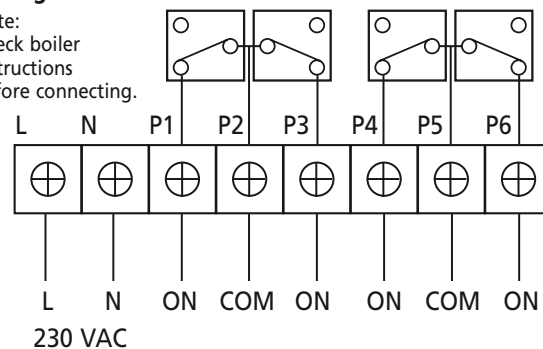 te:
eck boiler
tructions
fore connecting.
L N P1 P2 P3 P4 P5 P6
L N ON COM ON ON COM ON
230 VAC